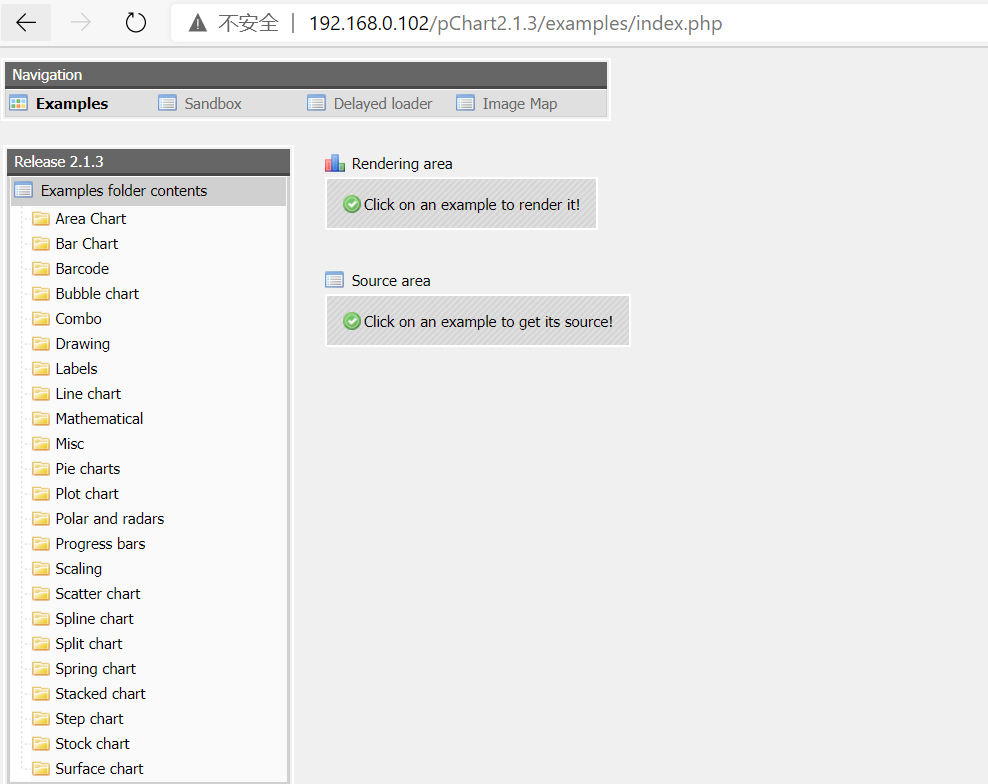 不安全 | 192.168.0.102/pChart2.1.3/examples/index.php
Navigation
Examples Sandbox Delayed loader Image Map
Release 2.1.3
Examples folder contents
Area Chart
Bar Chart
Barcode
Bubble chart
Combo
Drawing
Labels
Line chart
Mathematical
Misc
Pie charts
Plot chart
Polar and radars
Progress bars
Scaling
Scatter chart
Spline chart
Split chart
Spring chart
Stacked chart
Step chart
Stock chart
Surface chart
Rendering area
Click on an example to render it!
Source area
Click on an example to get its source!